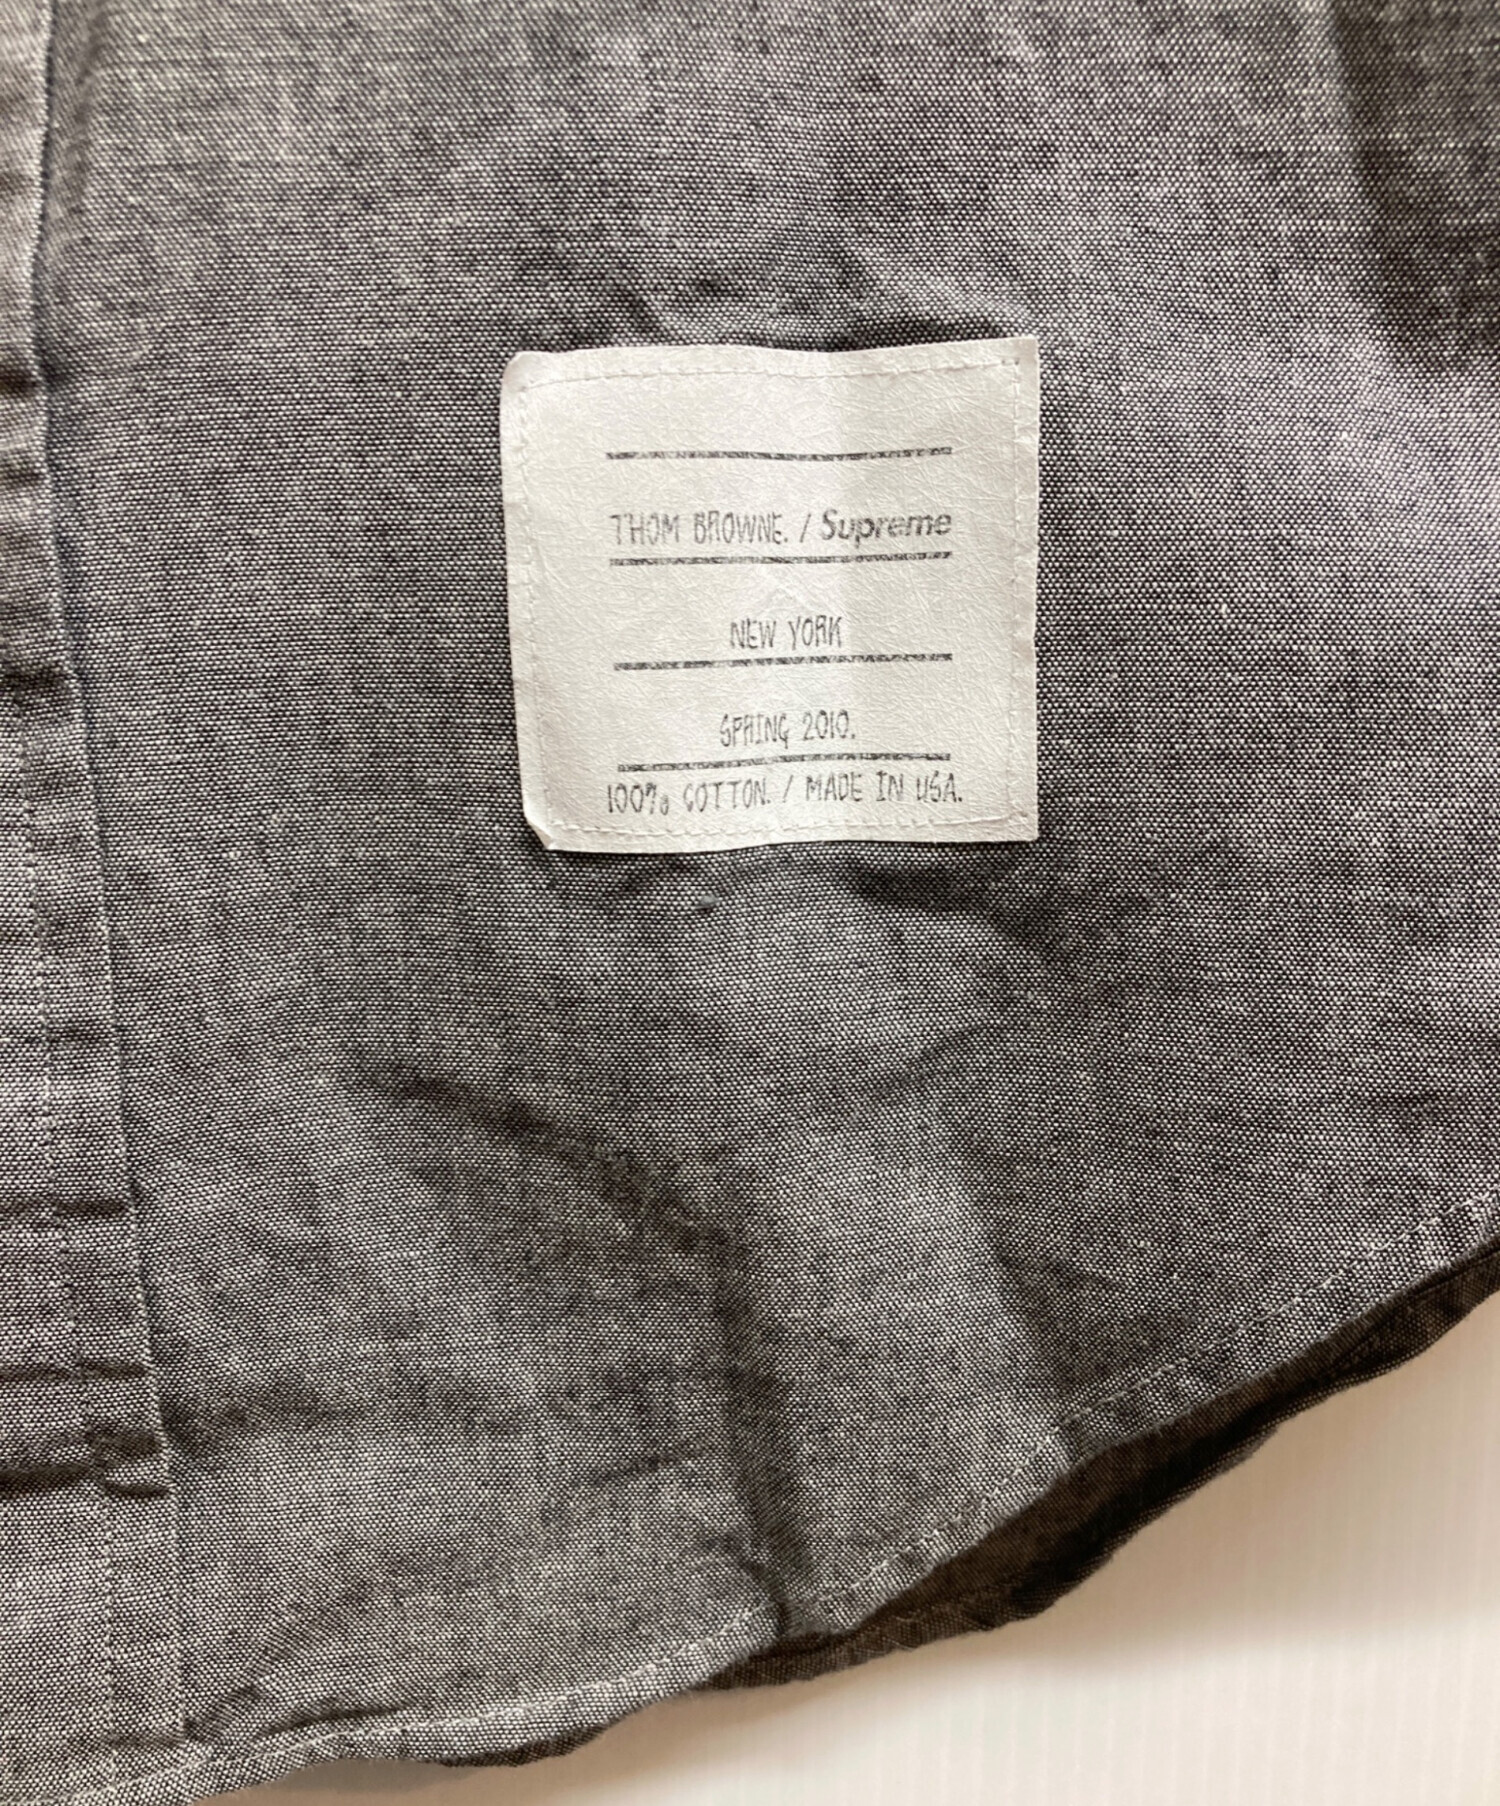 THOM BROWNE. / Supreme
NEW YORK
SPRING 2010.
100% COTTON. / MADE IN USA.